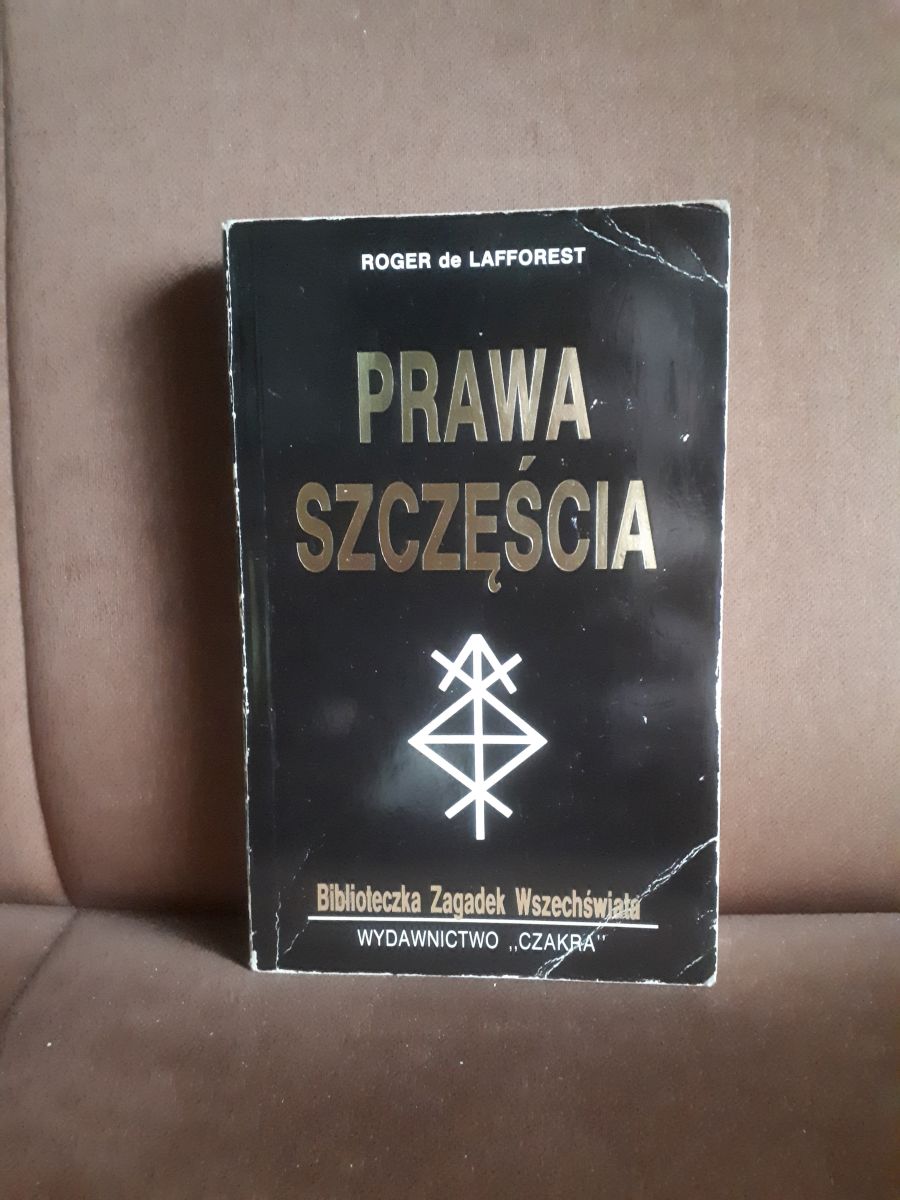 ROGER de LAFFOREST
PRAWA
SZCZĘŚCIA
Biblioteczka Zagadek Wszechświata
WYDAWNICTWO ,,CZAKRA"